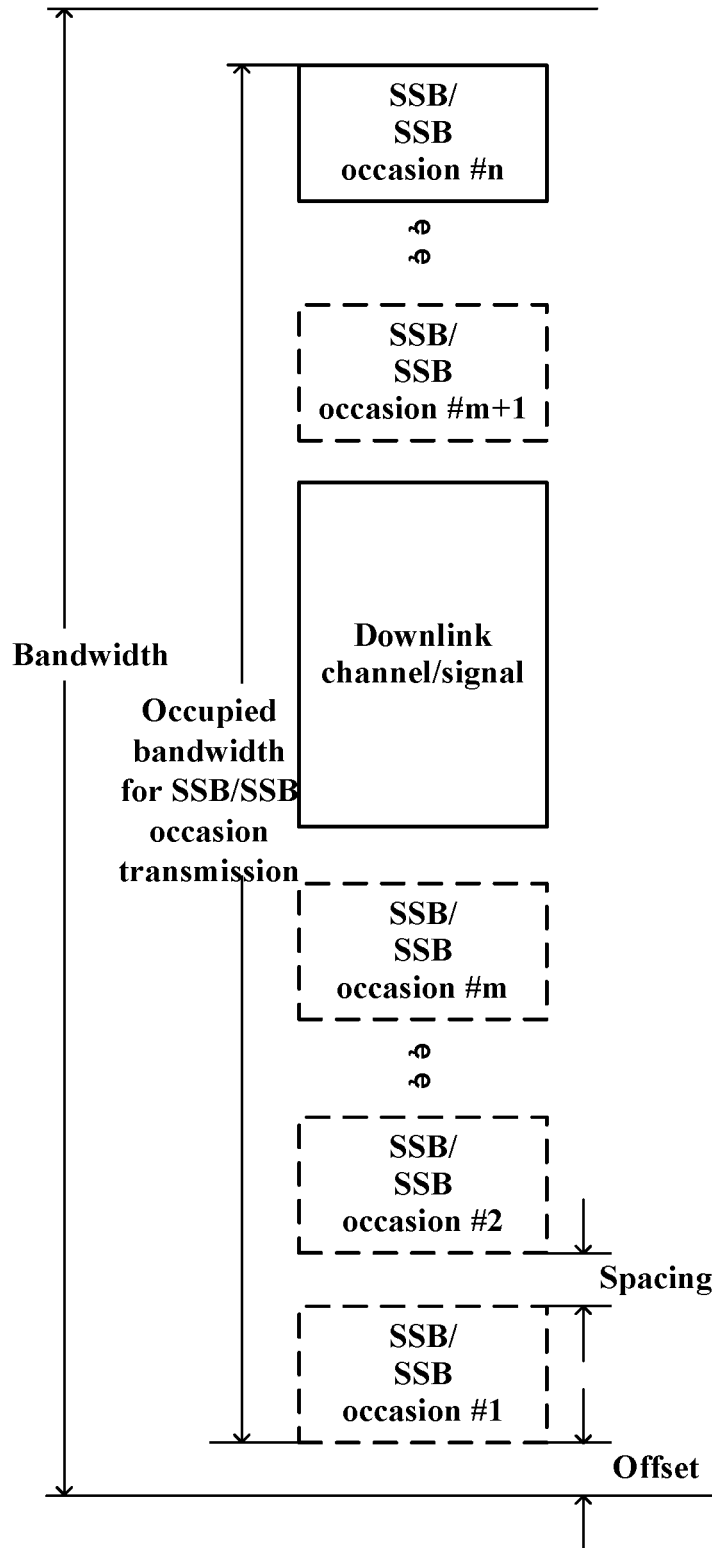 SSB/
SSB
occasion #n
SSB/
SSB
occasion #m+1
Downlink
channel/signal
Bandwidth
Occupied
bandwidth
for SSB/SSB
occasion
transmission
SSB/
SSB
occasion #m
SSB/
SSB
occasion #2
Spacing
SSB/
SSB
occasion #1
Offset